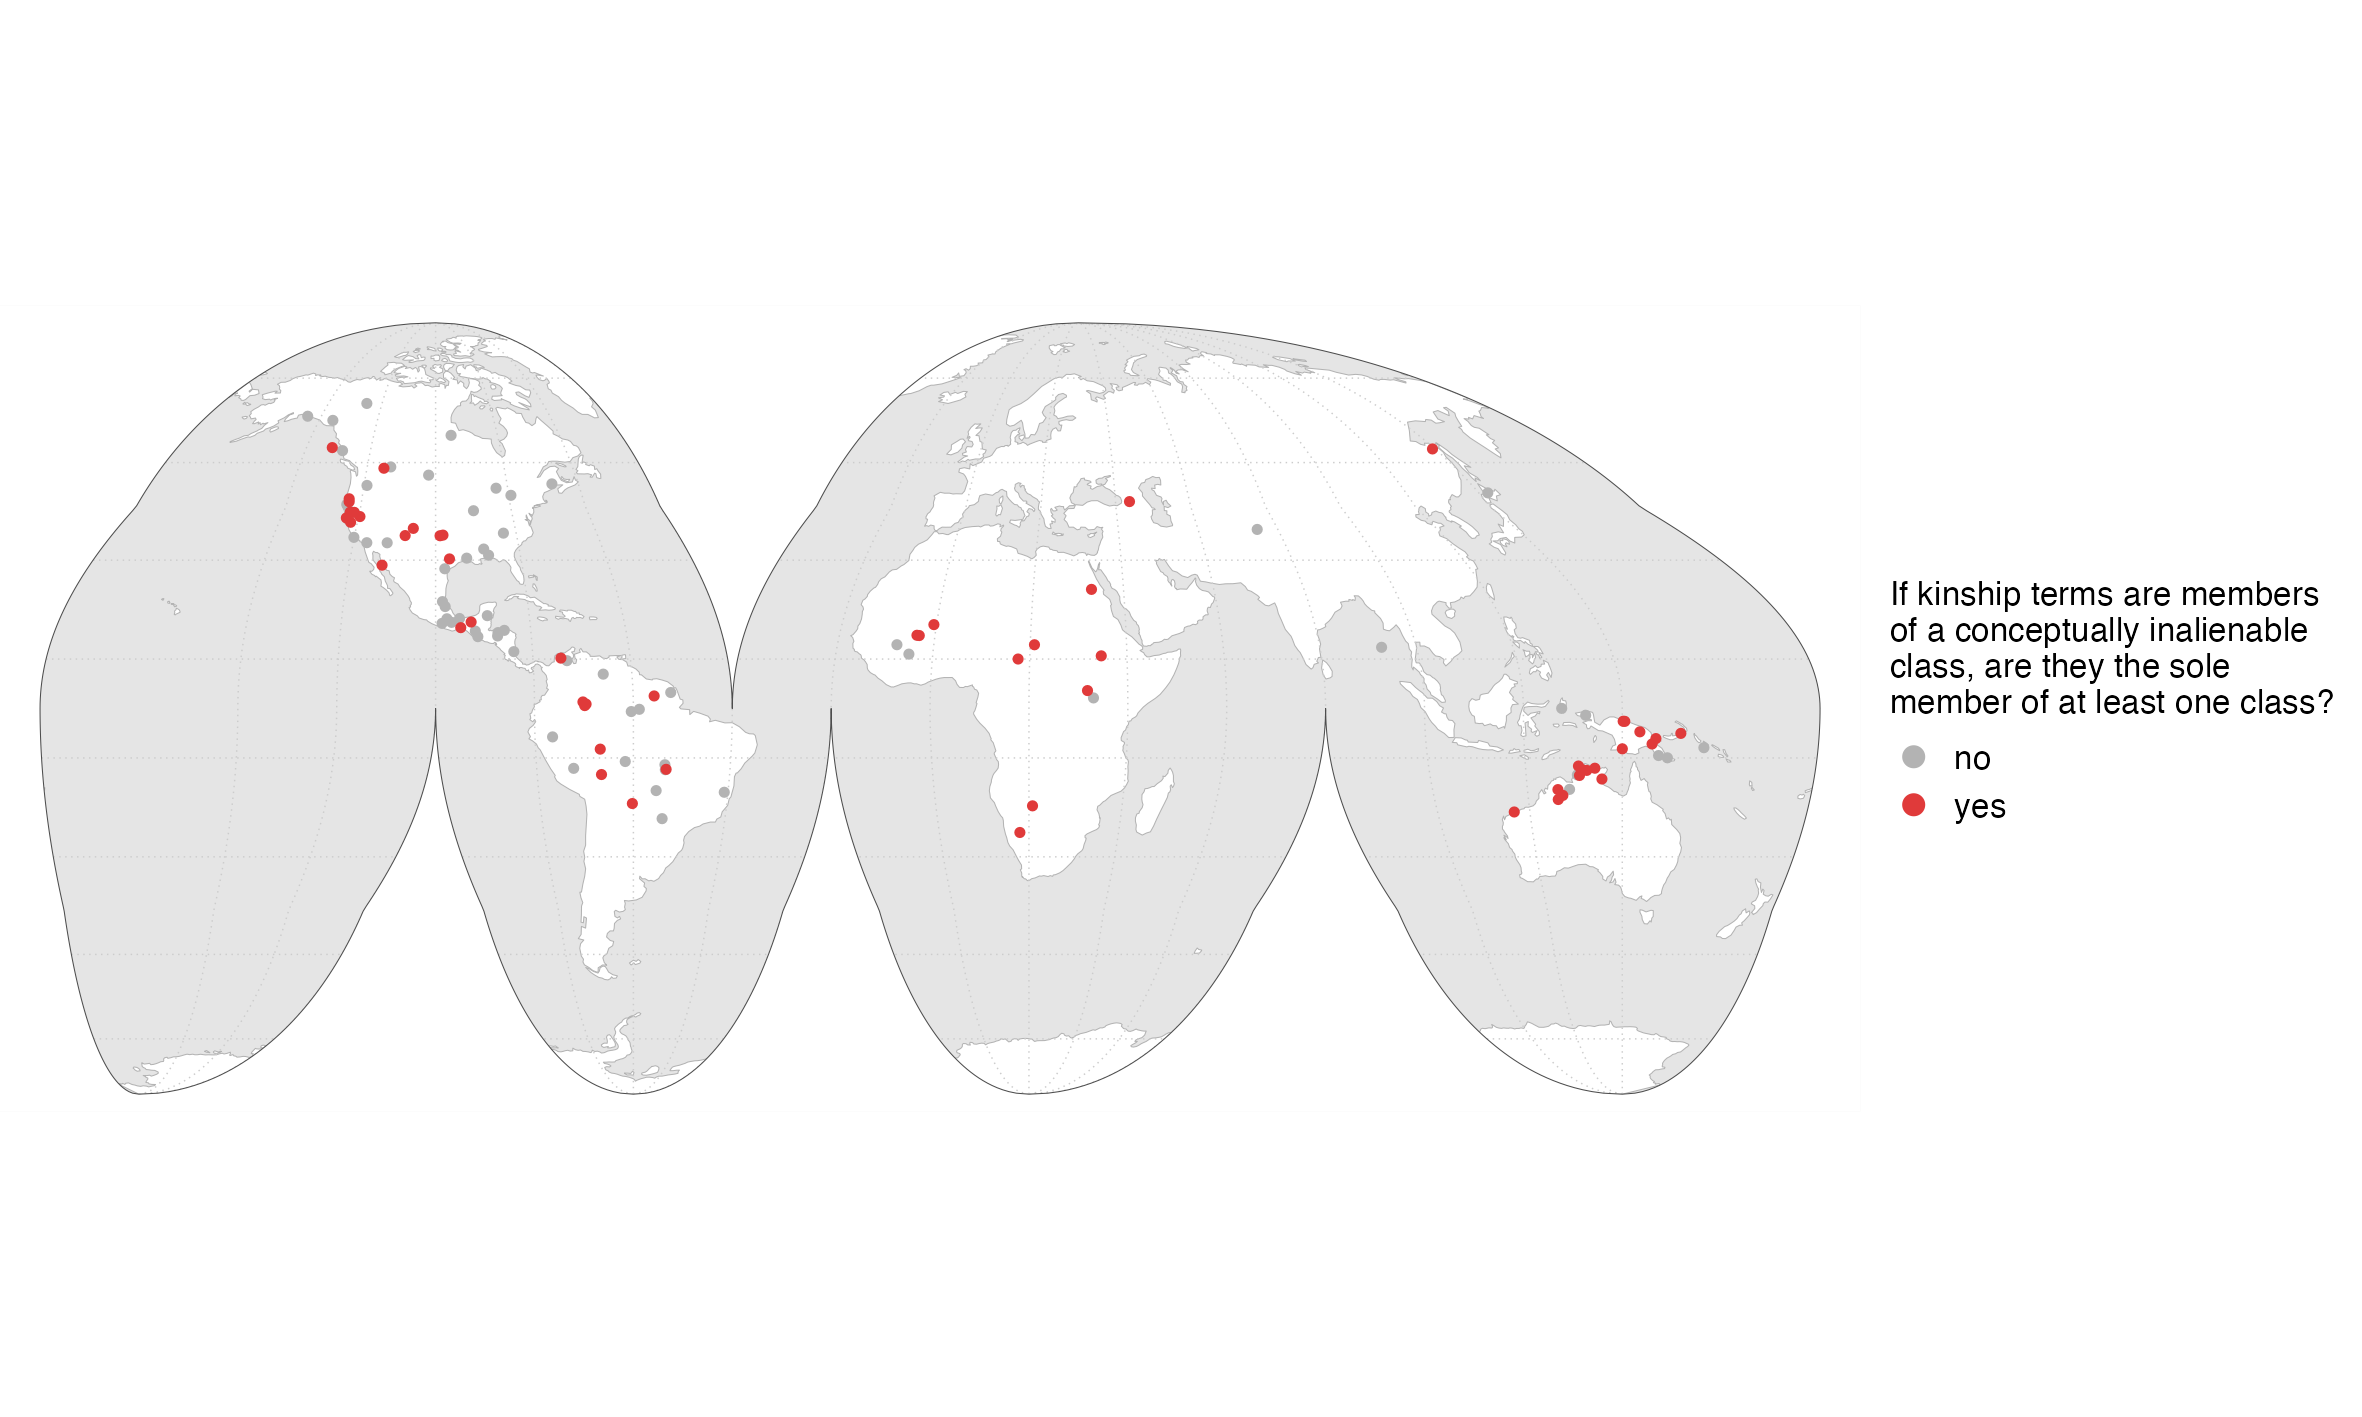 If kinship terms are members
of a conceptually inalienable
class, are they the sole
member of at least one class?
no
yes